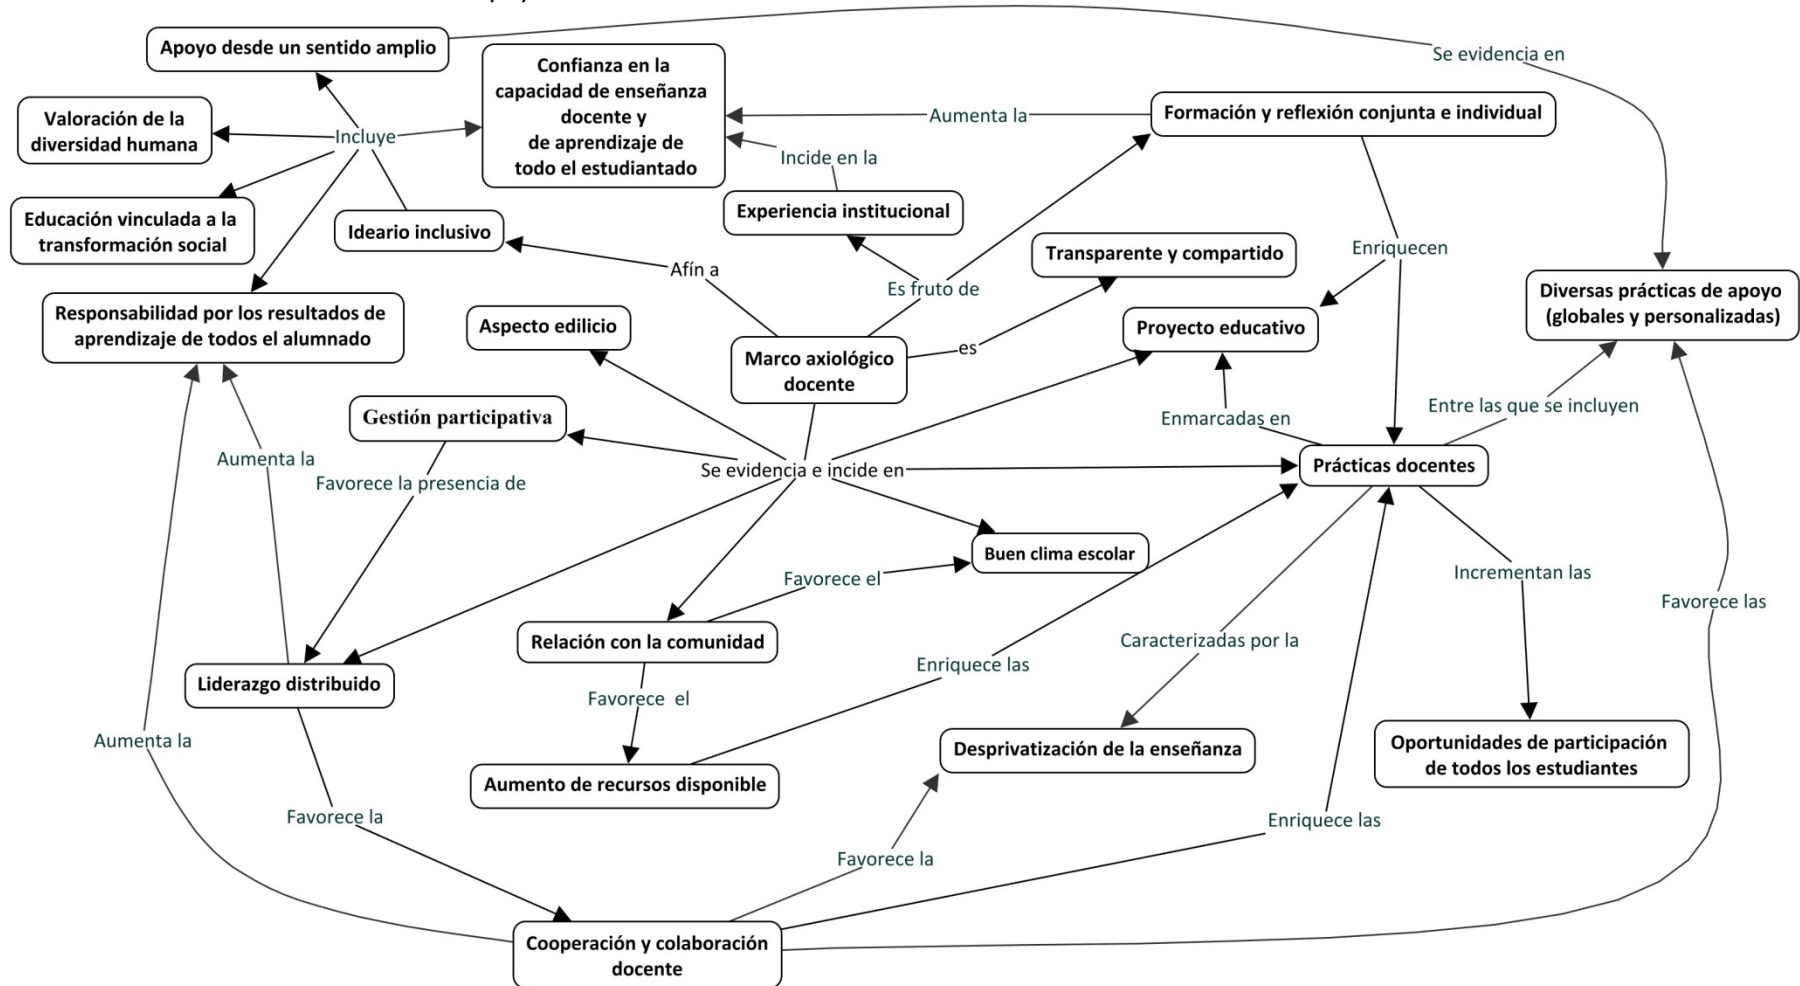 Apoyo desde un sentido amplio
Se evidencia en
Confianza en la
capacidad de enseñanza
docente y
de aprendizaje de
todo el estudiantado
Valoración de la
diversidad humana
Incluye
Aumenta la
Formación y reflexión conjunta e individual
Incide en la
Educación vinculada a la
transformación social
Ideario inclusivo
Experiencia institucional
Transparente y compartido
Enriquecen
Afín a
Es fruto de
Diversas prácticas de apoyo
(globales y personalizadas)
Responsabilidad por los resultados de
aprendizaje de todos el alumnado
Aspecto edilicio
Proyecto educativo
Marco axiológico
docente
es
Gestión participativa
Enmarcadas en
Entre las que se incluyen
Aumenta la
Favorece la presencia de
Se evidencia e incide en
Prácticas docentes
Buen clima escolar
Favorece el
Incrementan las
Favorece las
Relación con la comunidad
Caracterizadas por la
Enriquece las
Liderazgo distribuido
Favorece  el
Aumenta la
Desprivatización de la enseñanza
Oportunidades de participación
de todos los estudiantes
Aumento de recursos disponible
Favorece la
Enriquece las
Favorece la
Cooperación y colaboración
docente